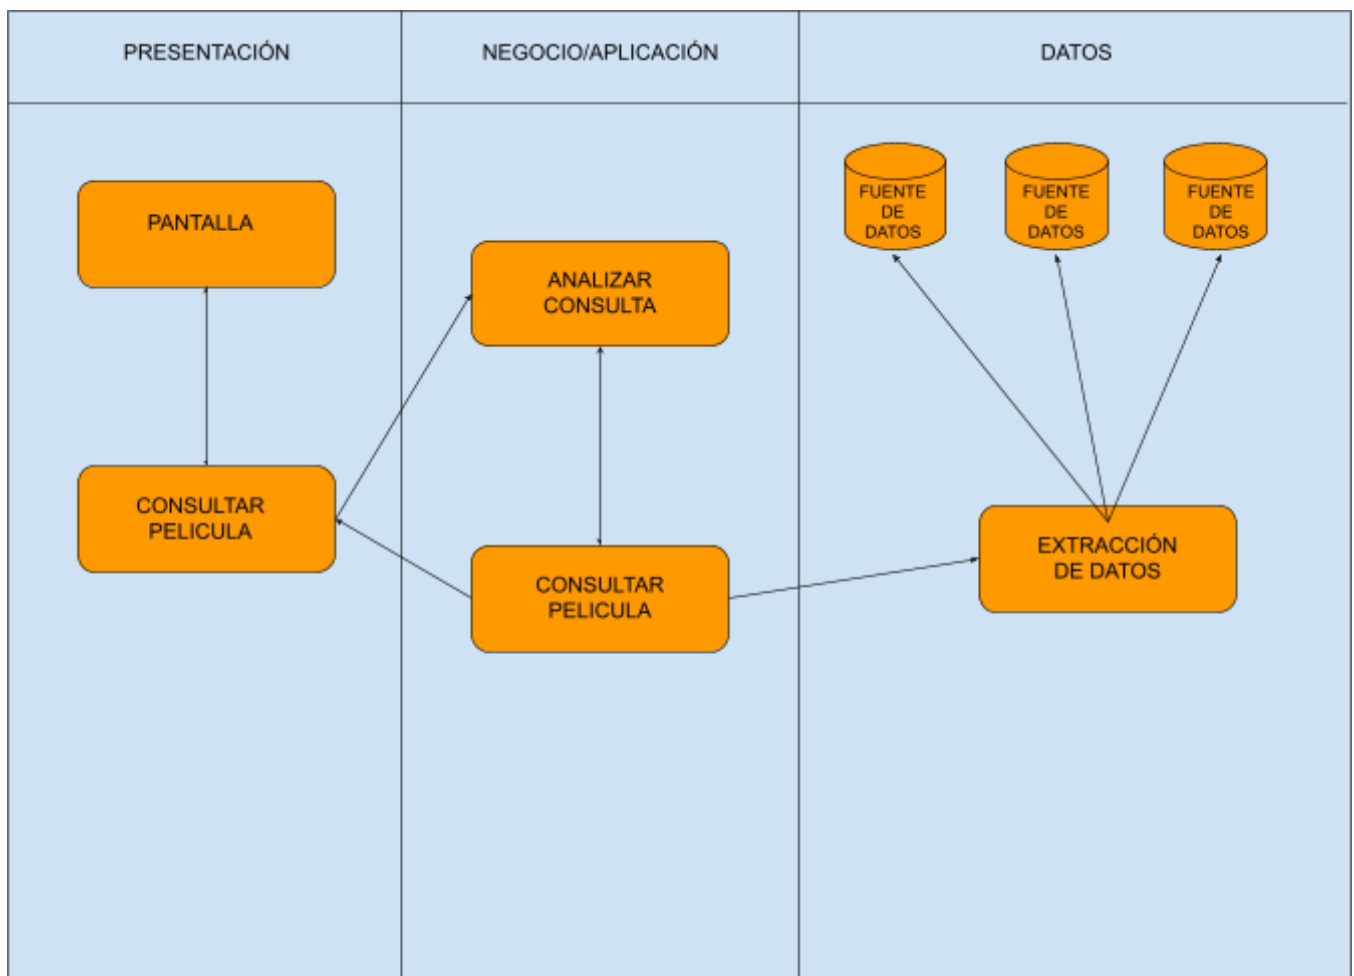 PRESENTACIÓN
NEGOCIO/APLICACIÓN
DATOS
PANTALLA
CONSULTAR
PELICULA
ANALIZAR
CONSULTA
CONSULTAR
PELICULA
FUENTE
DE
DATOS
FUENTE
DE
DATOS
FUENTE
DE
DATOS
EXTRACCIÓN
DE DATOS